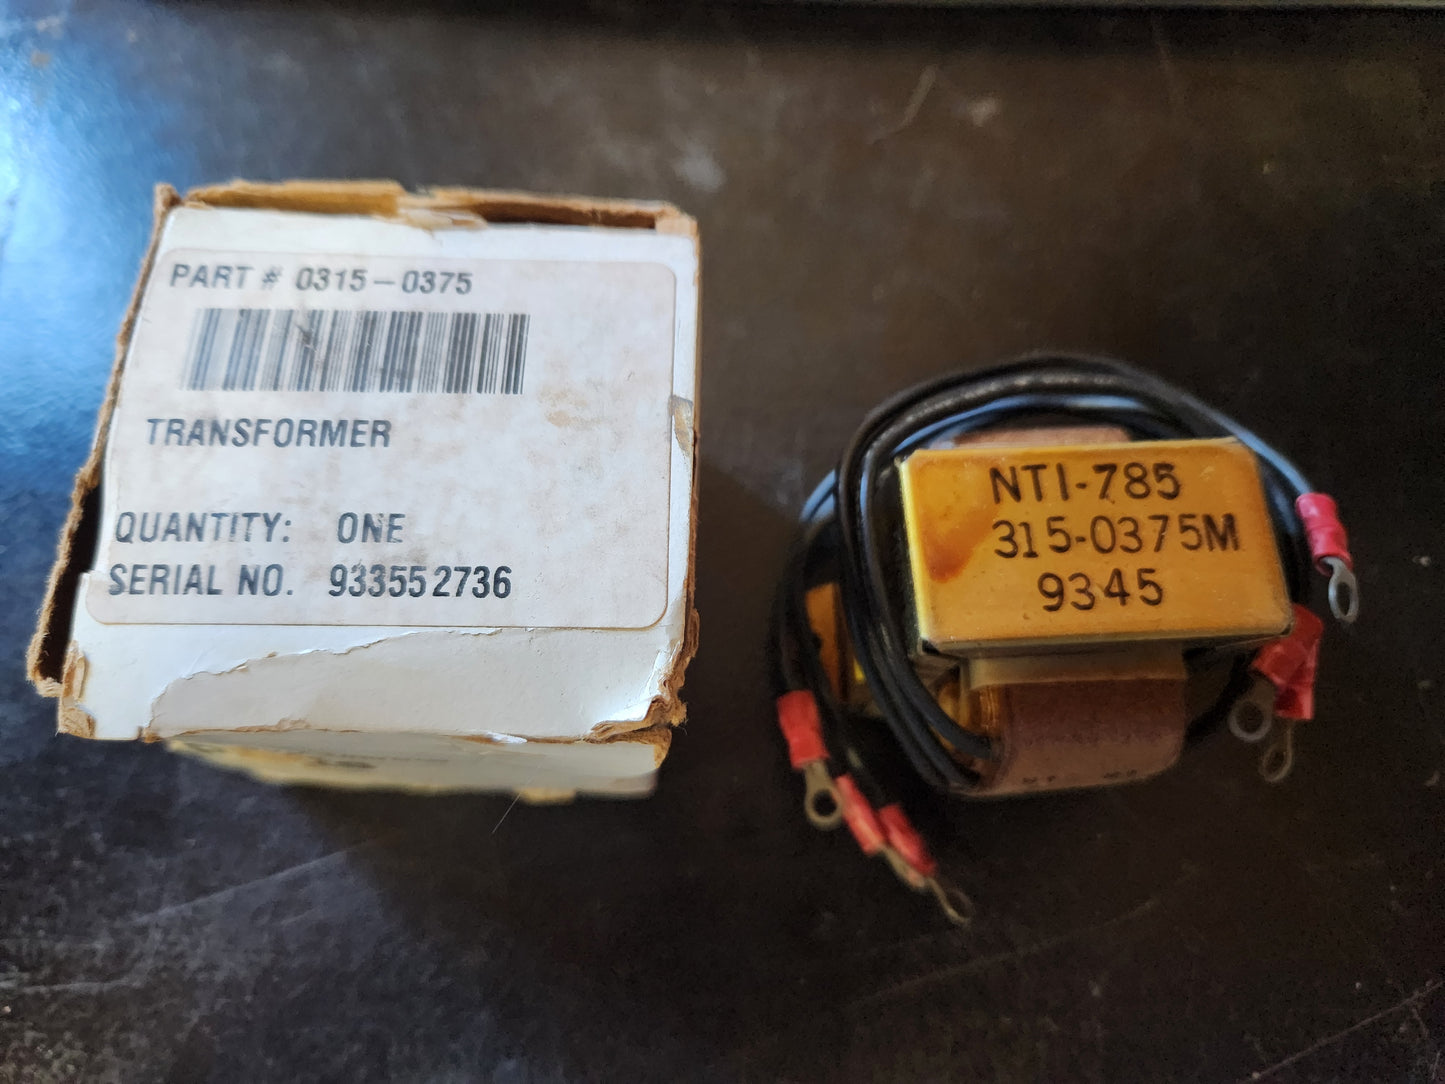 PART # 0315-0375
TRANSFORMER
QUANTITY: ONE
SERIAL NO. 933552736
NTI-785
315-0375M
9345